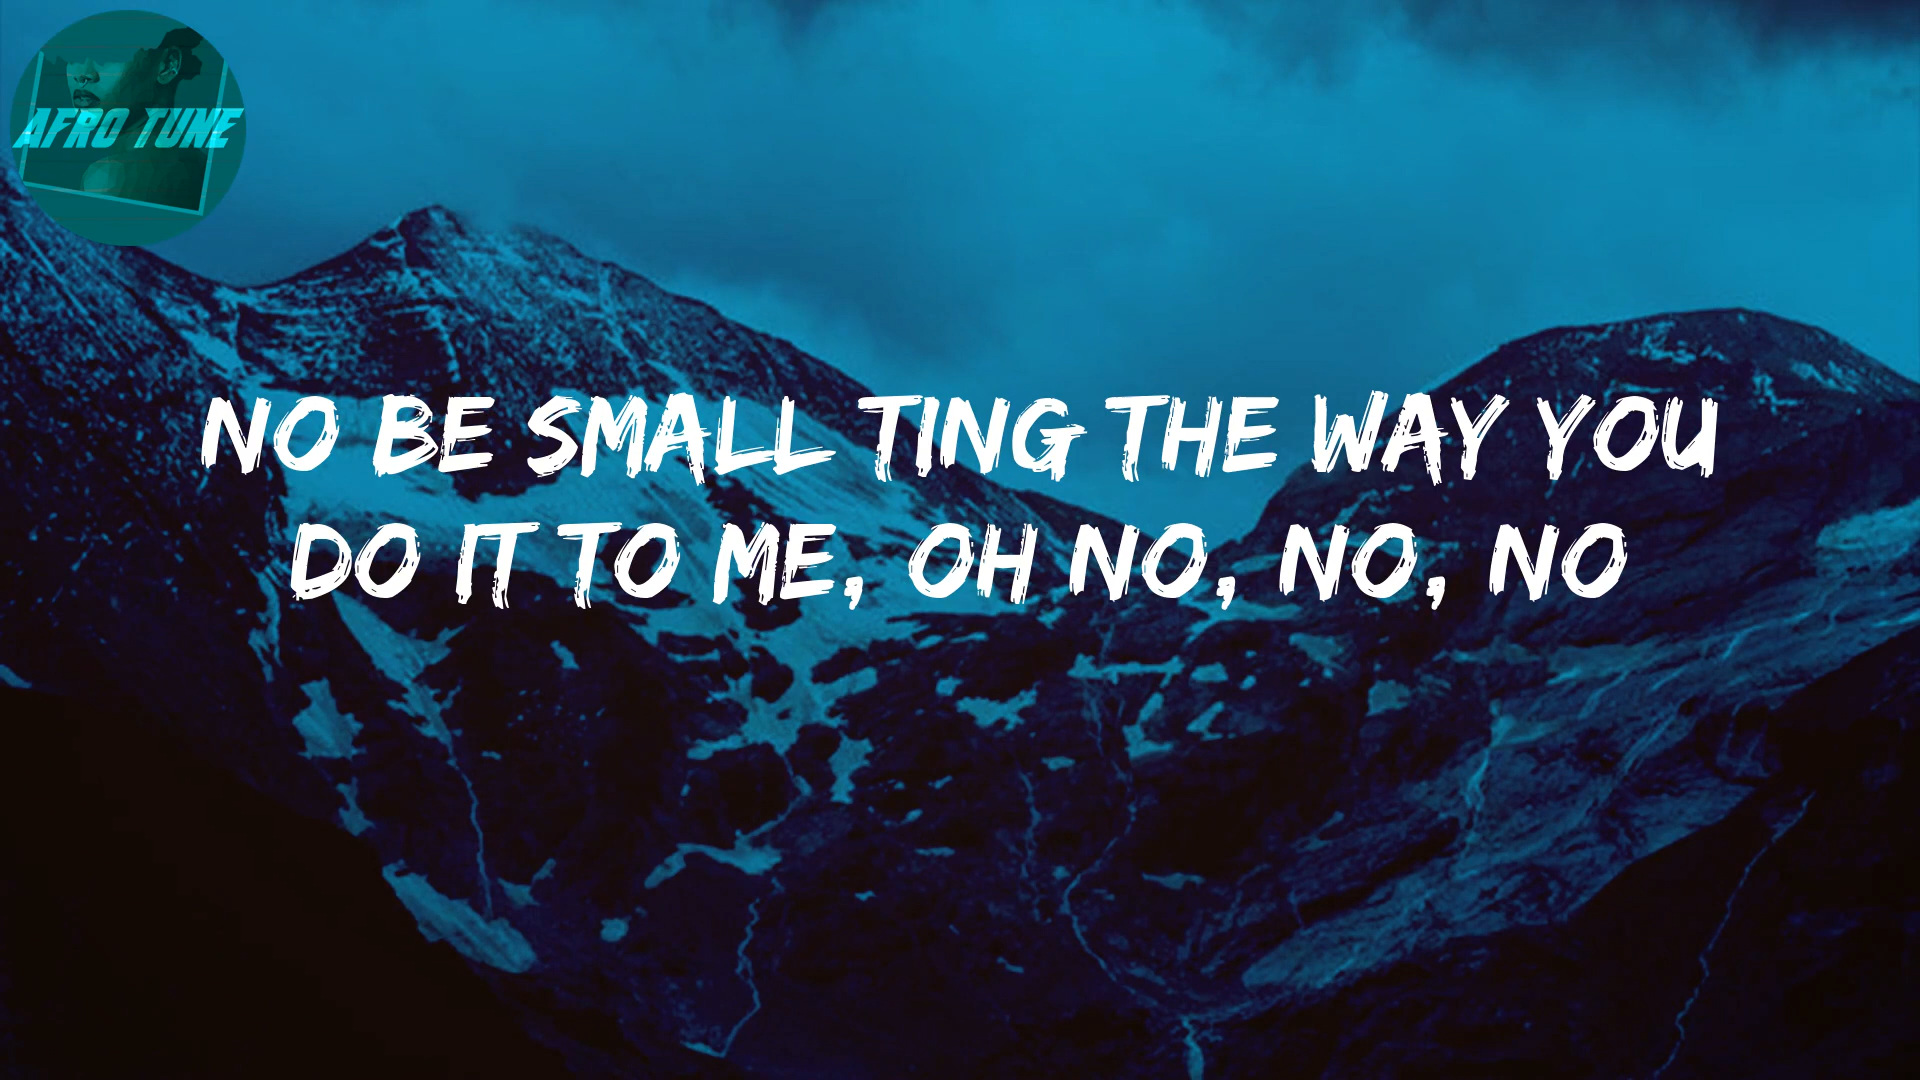 AFRO TUNE
NO BE SMALL TING THE WAY YOU
DO IT TO ME, OH NO, NO, NO